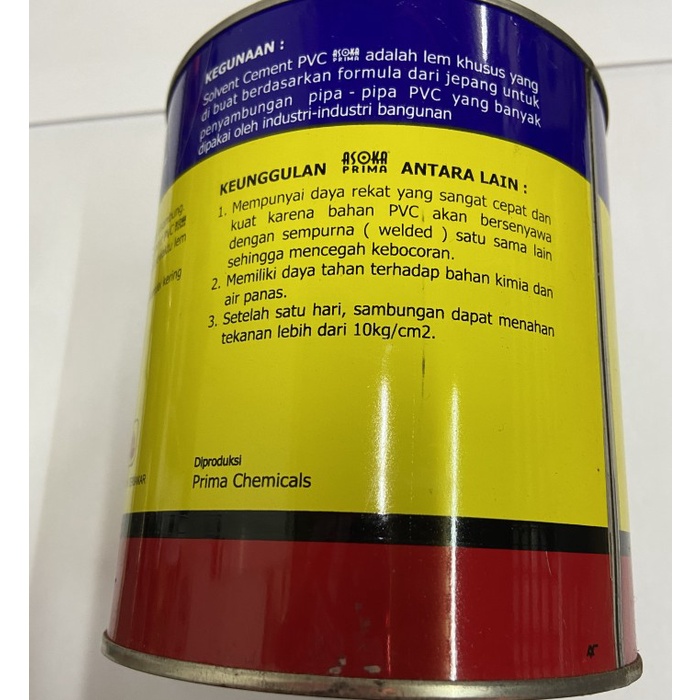 KEGUNAAN :
Solvent Cement PVC ASOKA PRIMA adalah lem khusus yang
di buat berdasarkan formula dari jepang untuk
penyambungan pipa - pipa PVC yang banyak
dipakai oleh industri-industri bangunan
KEUNGGULAN ASOKA PRIMA ANTARA LAIN :
1. Mempunyai daya rekat yang sangat cepat dan
kuat karena bahan PVC akan bersenyawa
dengan sempurna ( welded ) satu sama lain
sehingga mencegah kebocoran.
2. Memiliki daya tahan terhadap bahan kimia dan
air panas.
3. Setelah satu hari, sambungan dapat menahan
tekanan lebih dari 10kg/cm2.
lem
kering
Diproduksi
Prima Chemicals